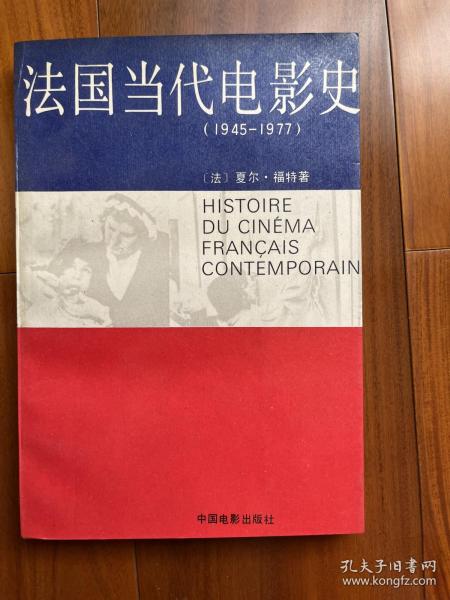 法国当代电影史
(1945-1977)
〔法〕夏尔·福特著
HISTOIRE
DU CINÉMA
FRANÇAIS
CONTEMPORAIN
中国电影出版社
孔夫子旧书网
www.kongfz.com